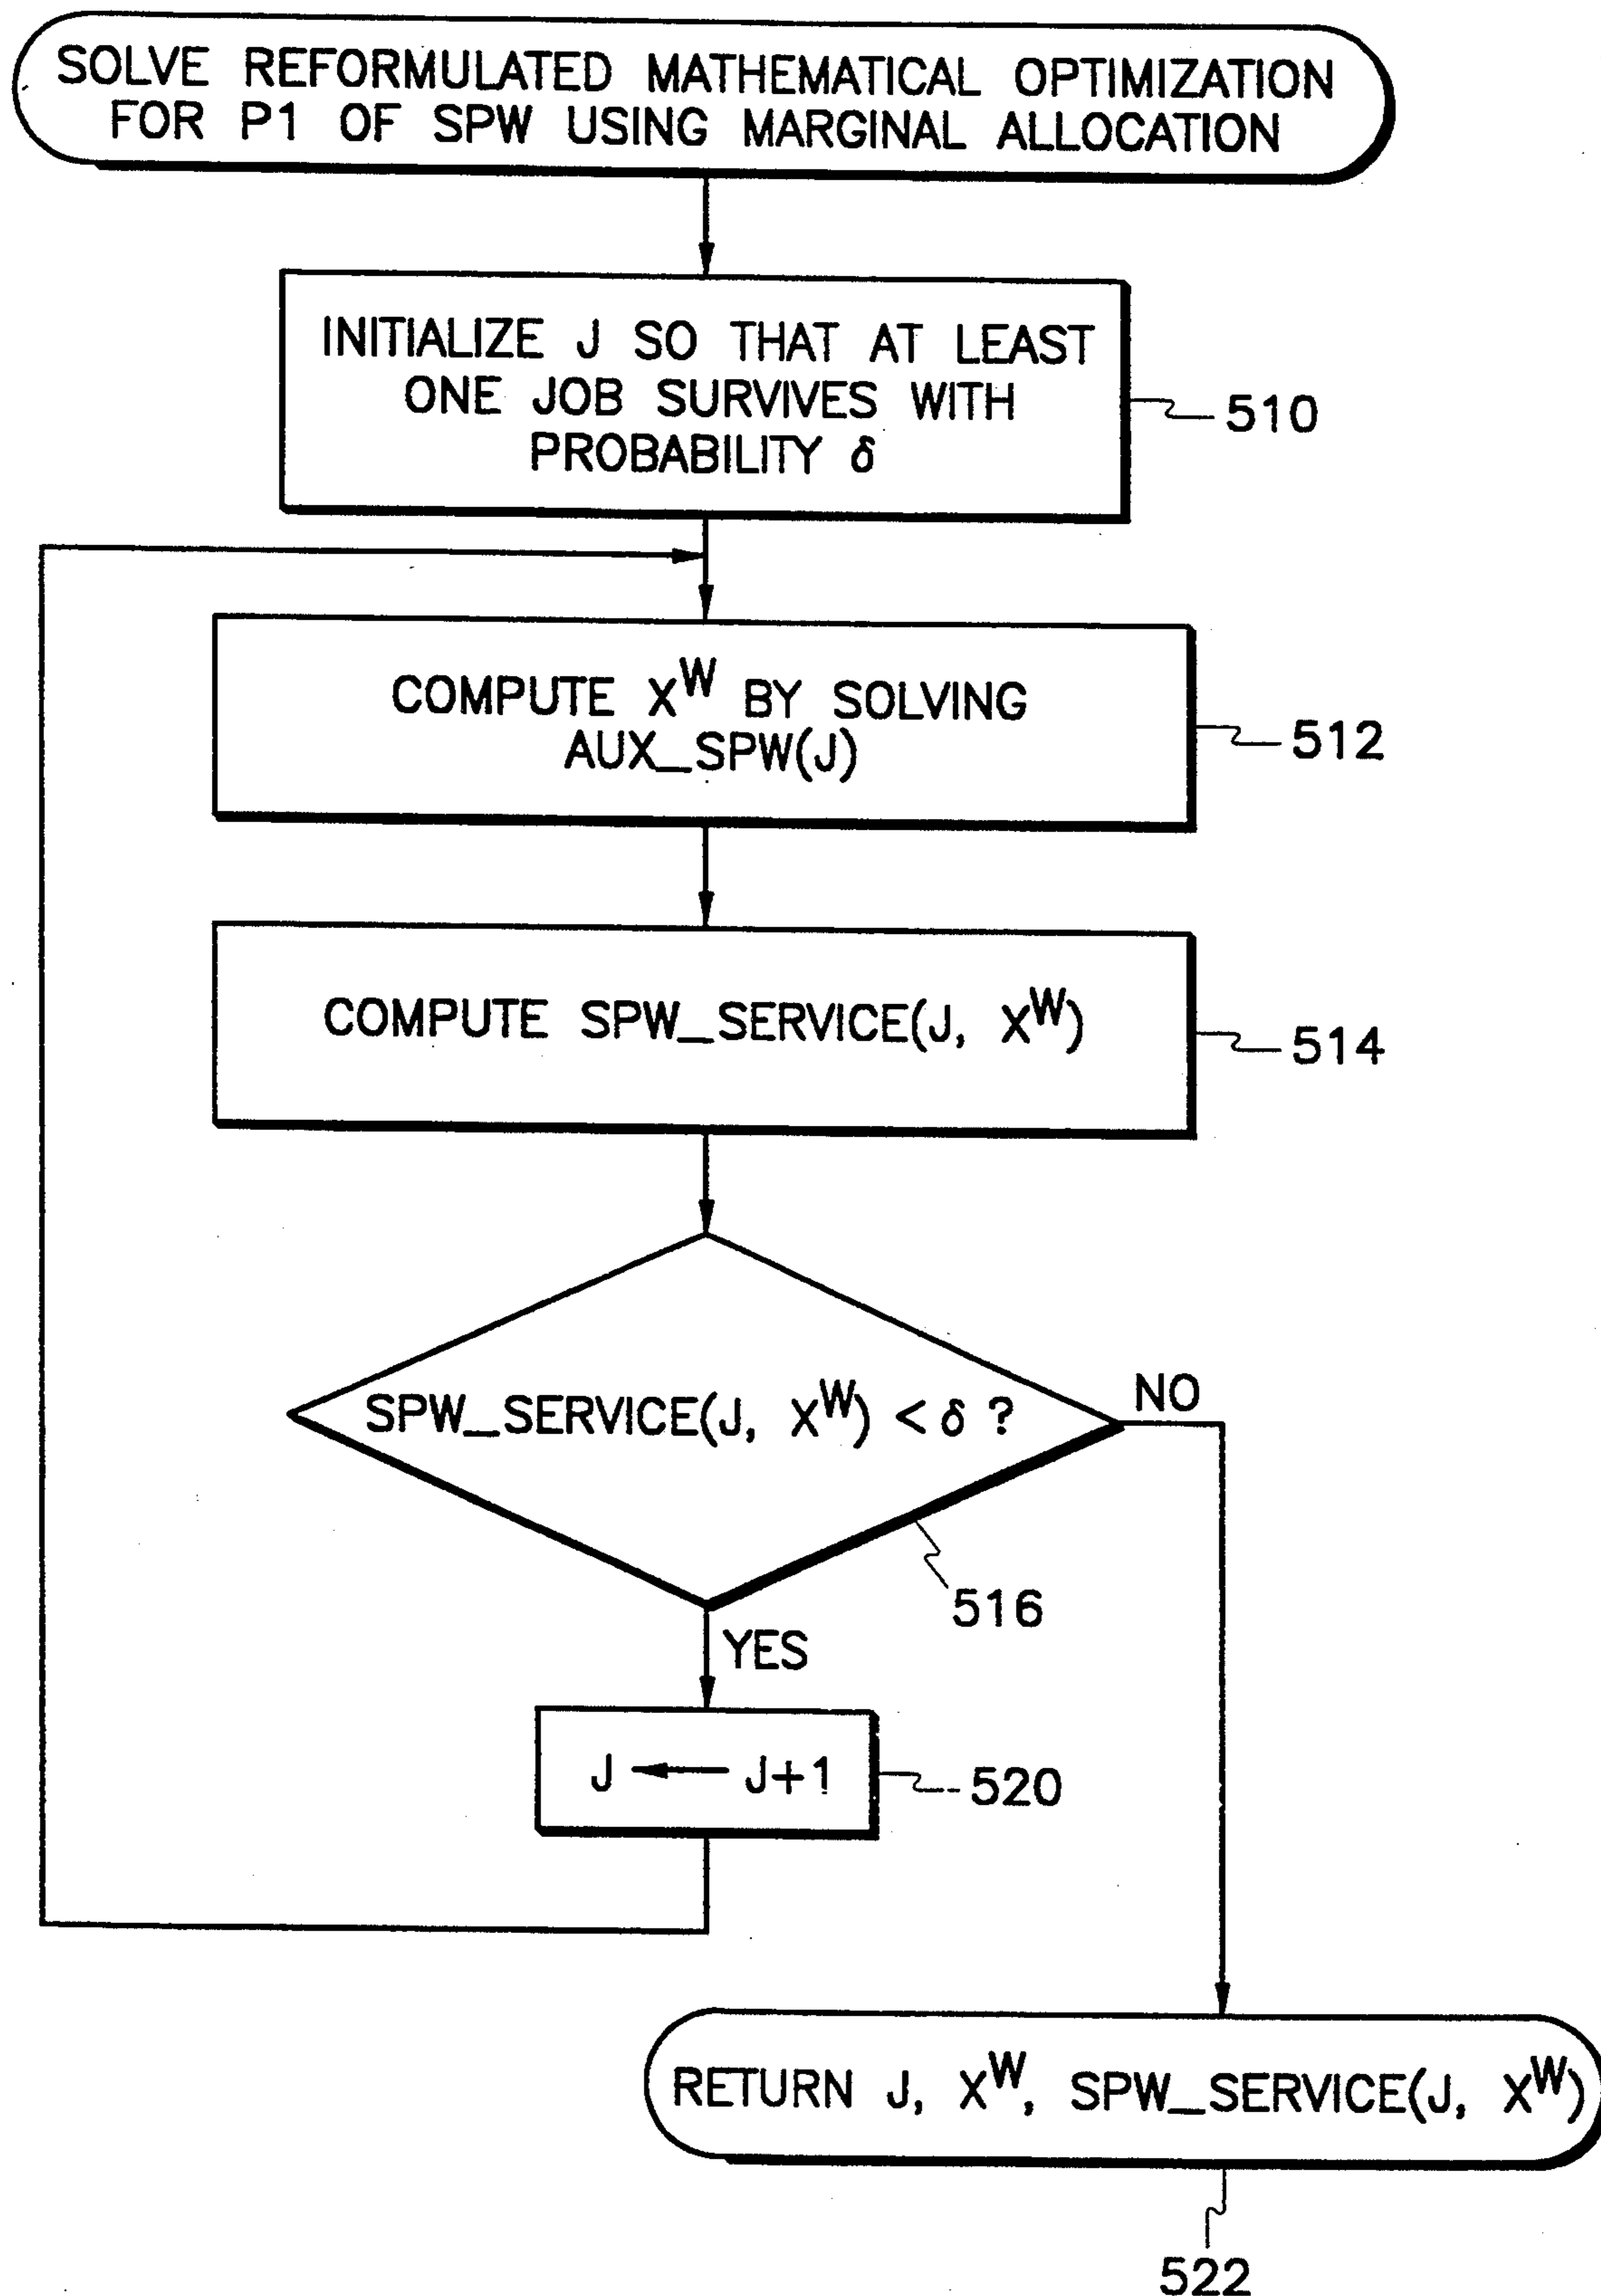 SOLVE REFORMULATED MATHEMATICAL OPTIMIZATION
FOR P1 OF SPW USING MARGINAL ALLOCATION
INITIALIZE J SO THAT AT LEAST
ONE JOB SURVIVES WITH
PROBABILITY δ
510
COMPUTE X^W BY SOLVING
AUX_SPW(J)
512
COMPUTE SPW_SERVICE(J, X^W)
514
SPW_SERVICE(J, X^W) < δ ?
NO
516
YES
J ← J+1
520
RETURN J, X^W, SPW_SERVICE(J, X^W)
522